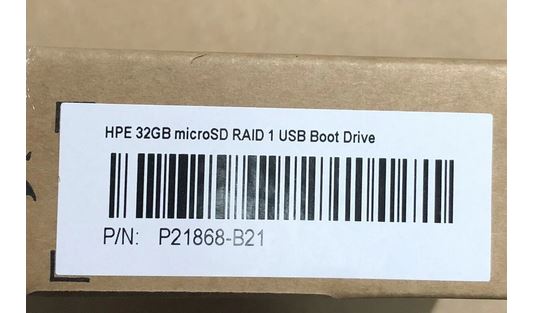 HPE 32GB microSD RAID 1 USB Boot Drive
P/N: P21868-B21